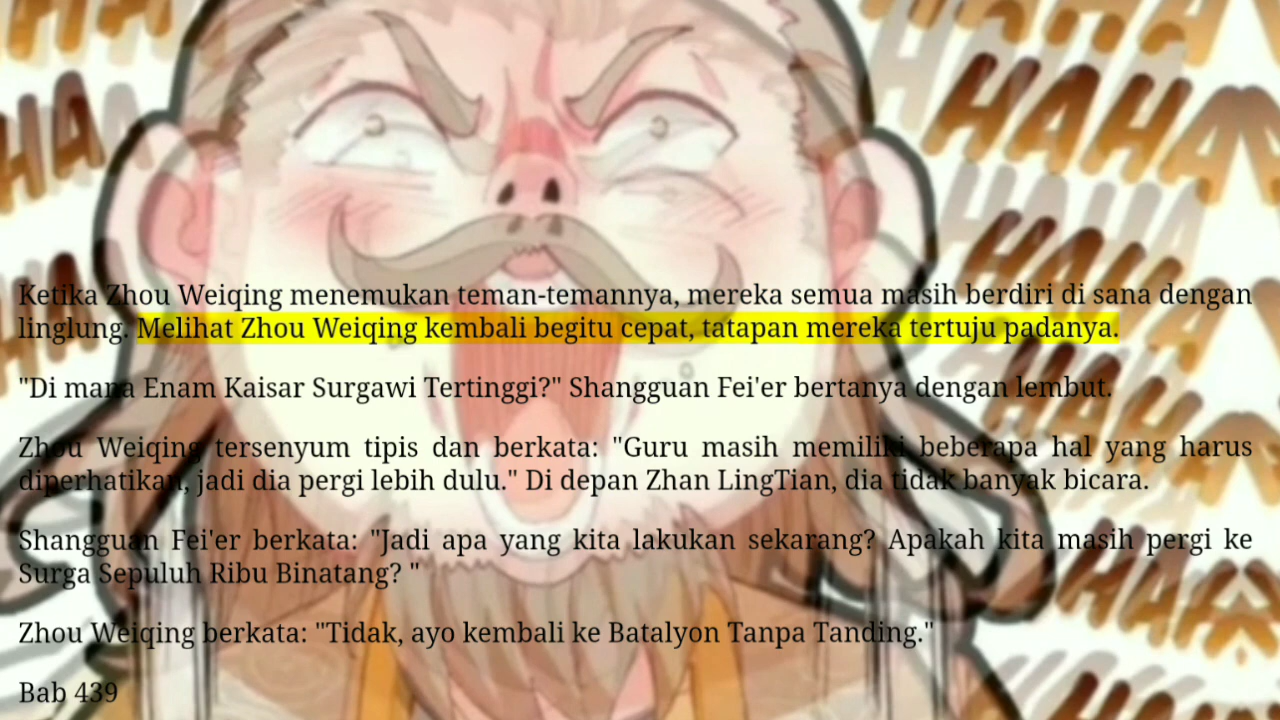 HAHA
HAHA
HAHA
HAHA
HAHA
HAHA
Ketika Zhou Weiqing menemukan teman-temannya, mereka semua masih berdiri di sana dengan
linglung. Melihat Zhou Weiqing kembali begitu cepat, tatapan mereka tertuju padanya.
"Di mana Enam Kaisar Surgawi Tertinggi?" Shangguan Fei'er bertanya dengan lembut.
Zhou Weiqing tersenyum tipis dan berkata: "Guru masih memiliki beberapa hal yang harus
diperhatikan, jadi dia pergi lebih dulu." Di depan Zhan LingTian, dia tidak banyak bicara.
Shangguan Fei'er berkata: "Jadi apa yang kita lakukan sekarang? Apakah kita masih pergi ke
Surga Sepuluh Ribu Binatang? "
Zhou Weiqing berkata: "Tidak, ayo kembali ke Batalyon Tanpa Tanding."
Bab 439